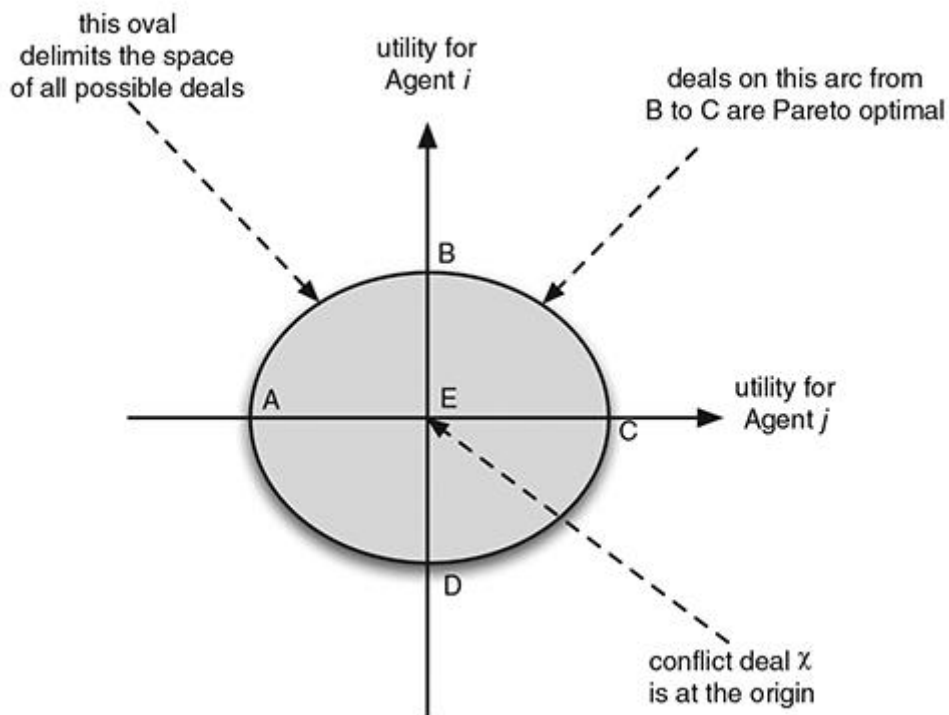 this oval
delimits the space
of all possible deals
utility for
Agent i
deals on this arc from
B to C are Pareto optimal
B
A
E
C
utility for
Agent j
D
conflict deal χ
is at the origin